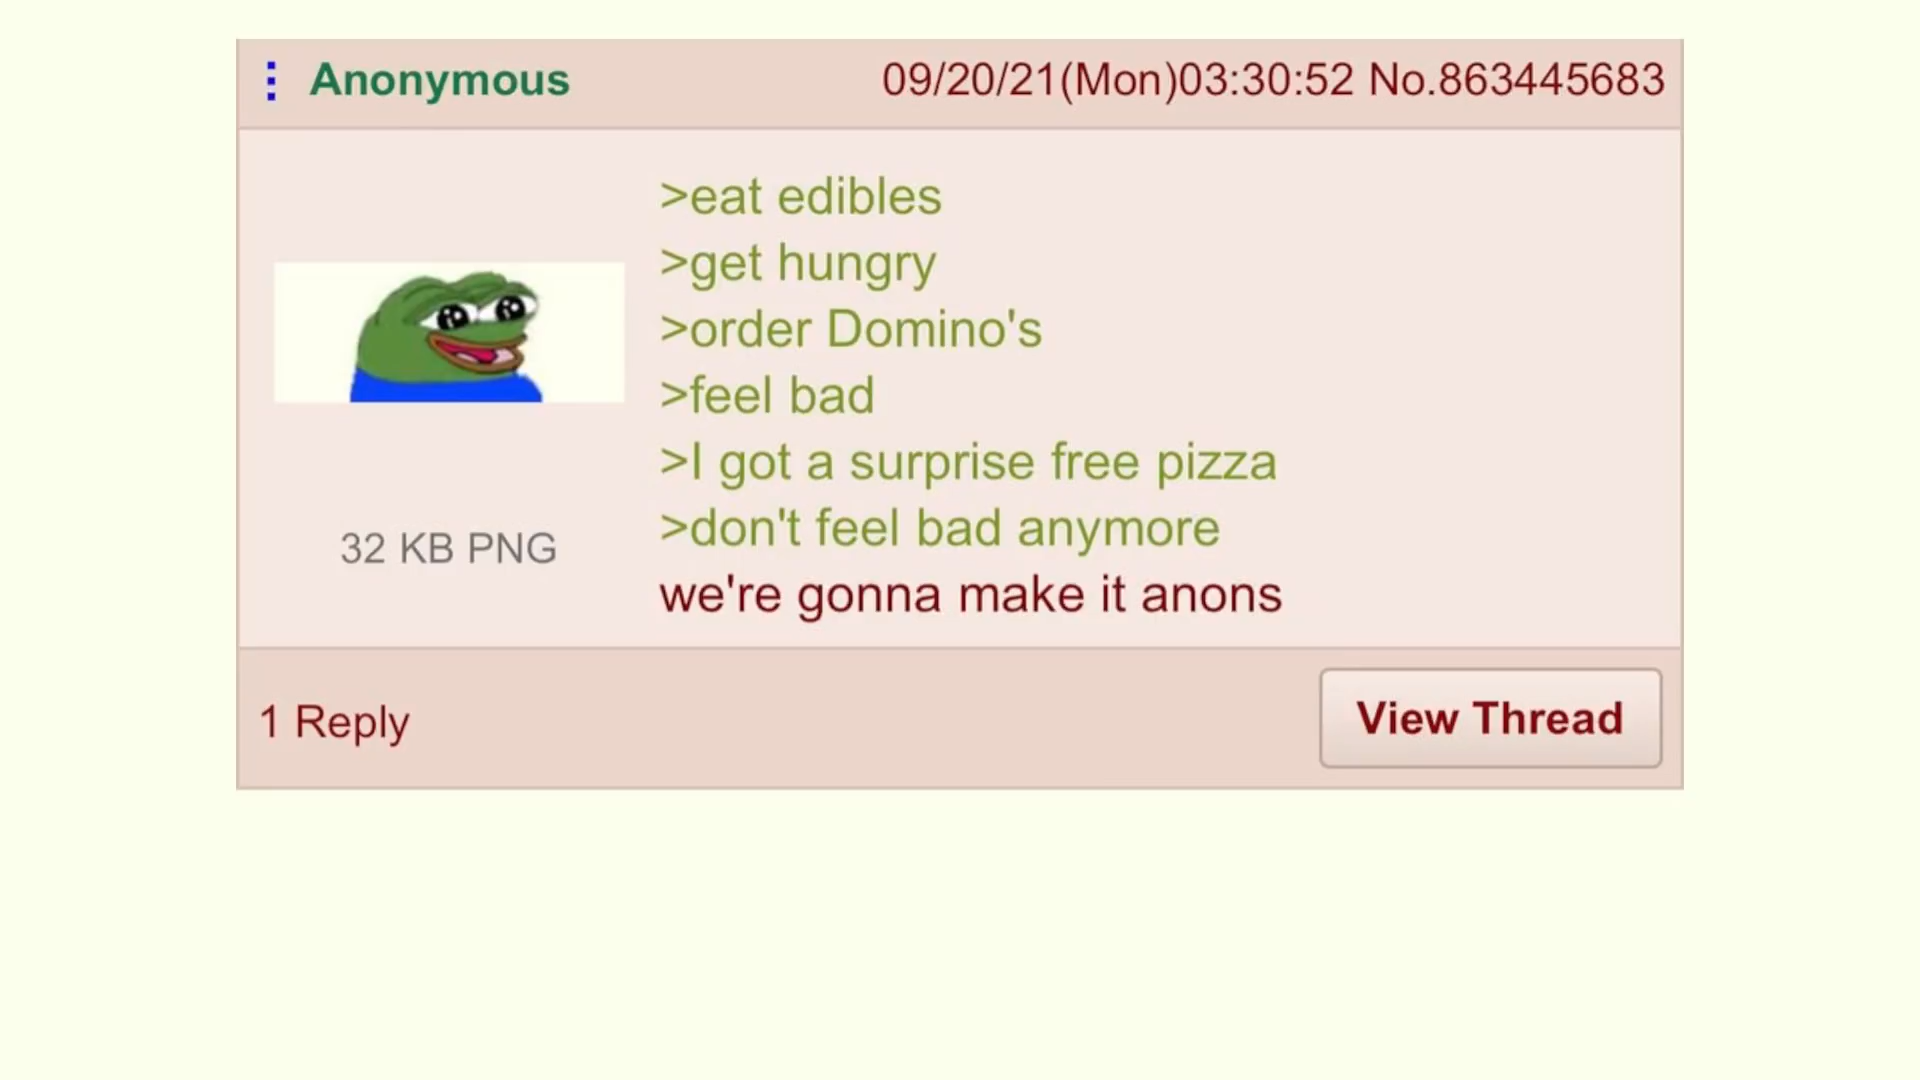 Anonymous 09/20/21(Mon)03:30:52 No.863445683
>eat edibles
>get hungry
>order Domino's
>feel bad
>I got a surprise free pizza
>don't feel bad anymore
we're gonna make it anons
32 KB PNG
1 Reply
View Thread